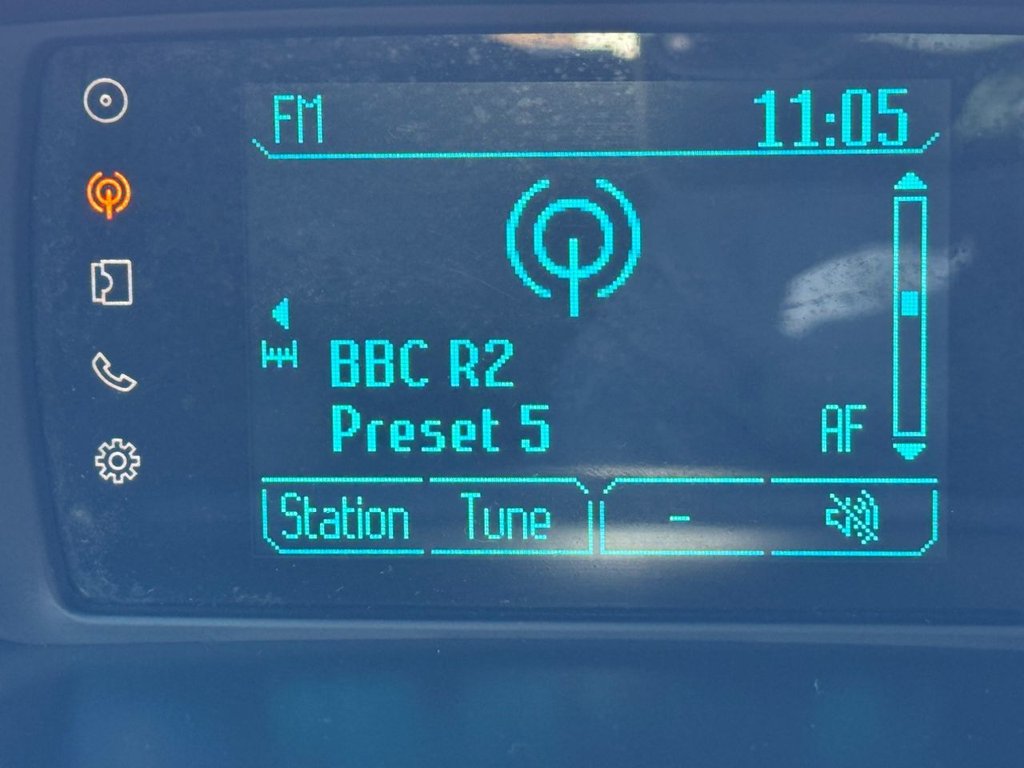 FM 11:05
BBC R2
Preset 5 AF
Station Tune -